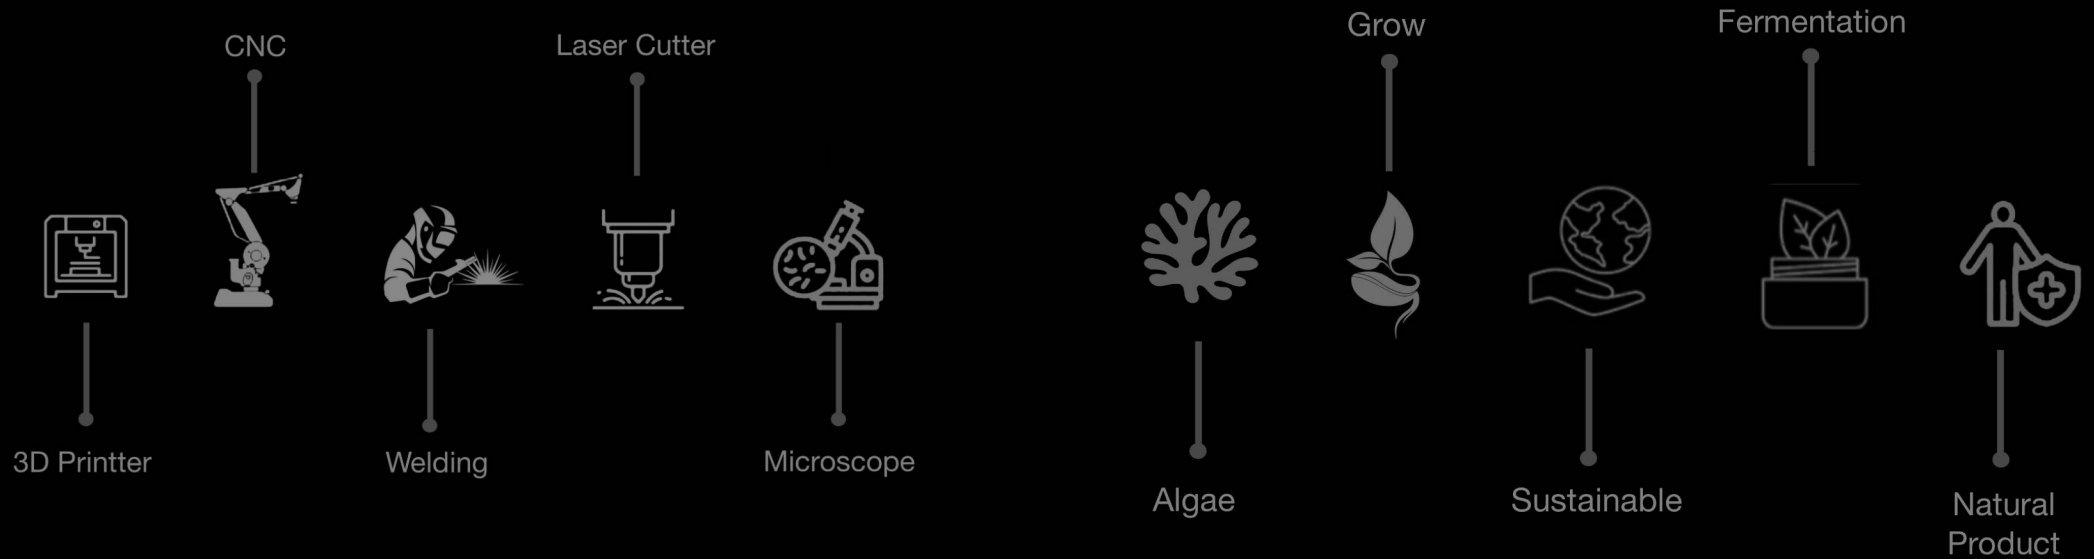 CNC
Laser Cutter
Grow
Fermentation
3D Printter
Welding
Microscope
Algae
Sustainable
Natural
Product